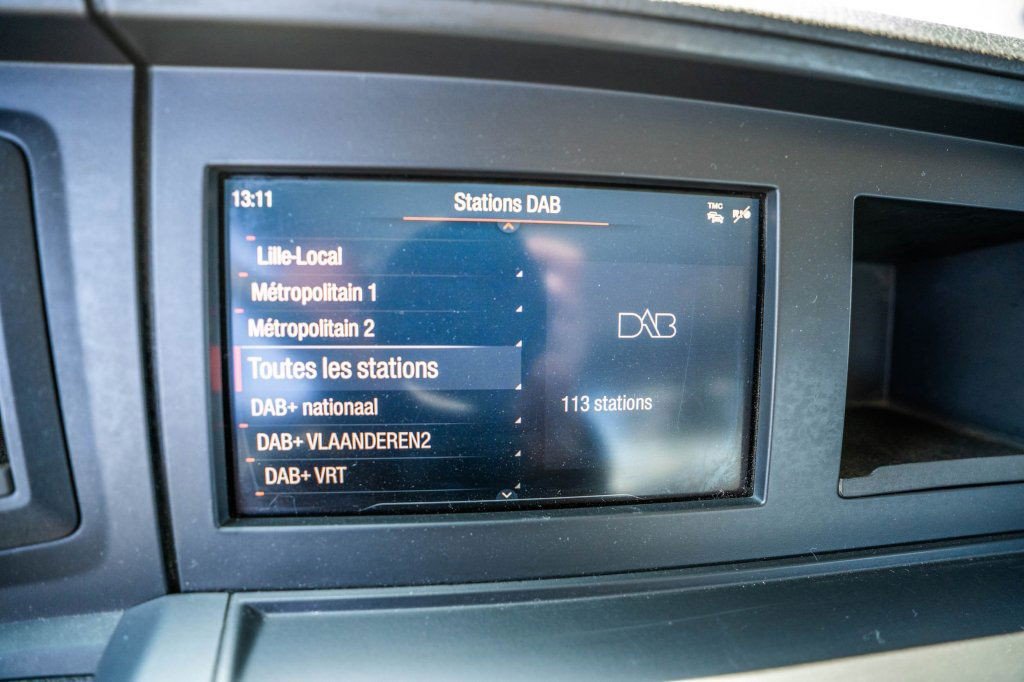 13:11
Stations DAB
TMC
Lille-Local
Métropolitain 1
Métropolitain 2
DAB
Toutes les stations
113 stations
DAB+ nationaal
DAB+ VLAANDEREN2
DAB+ VRT